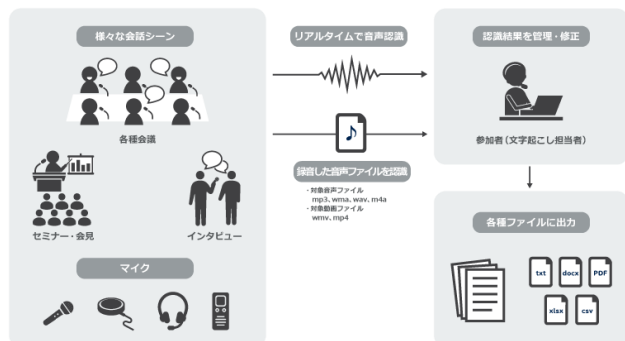 様々な会話シーン
各種会議
セミナー・会見
インタビュー
マイク
リアルタイムで音声認識
録音した音声ファイルを認識
・対象音声ファイル
mp3, wma, wav, m4a
・対象動画ファイル
wmv, mp4
認識結果を管理・修正
参加者（文字起こし担当者）
各種ファイルに出力
txt
docx
PDF
xlsx
csv